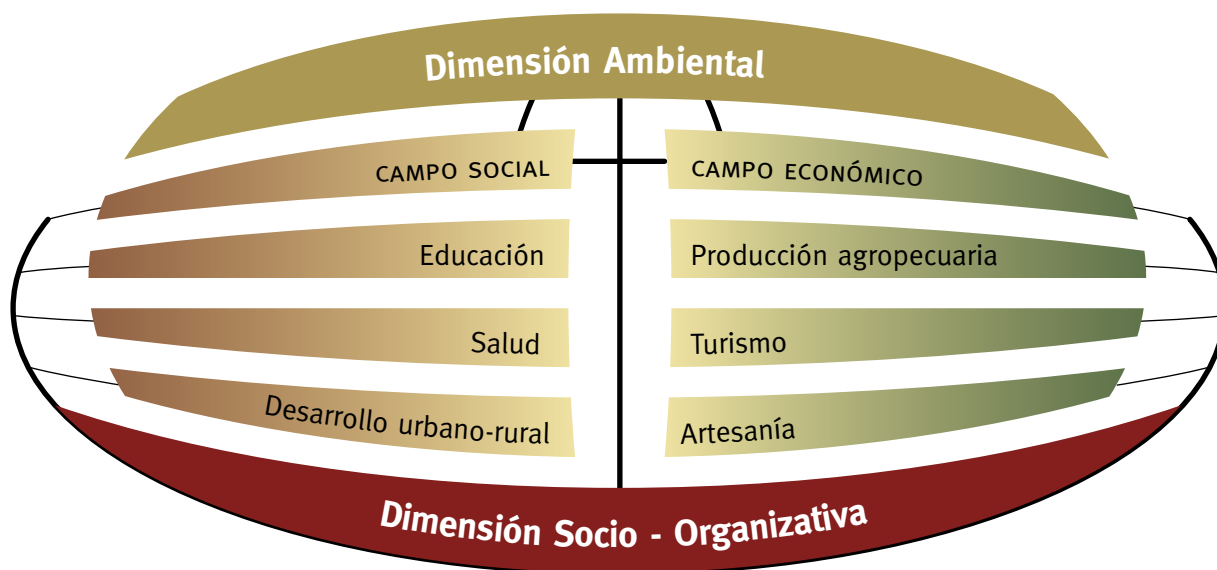 Dimensión Ambiental
CAMPO SOCIAL
Educación
Salud
Desarrollo urbano-rural
CAMPO ECONÓMICO
Producción agropecuaria
Turismo
Artesanía
Dimensión Socio - Organizativa